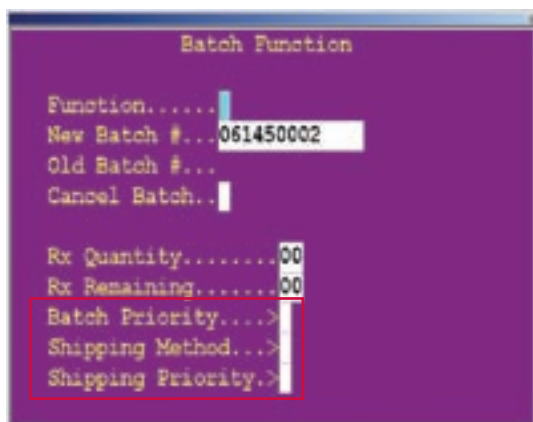 Batch Function
Function......
New Batch #...061450002
Old Batch #...
Cancel Batch..
Rx Quantity........00
Rx Remaining.......00
Batch Priority....>
Shipping Method...>
Shipping Priority.>